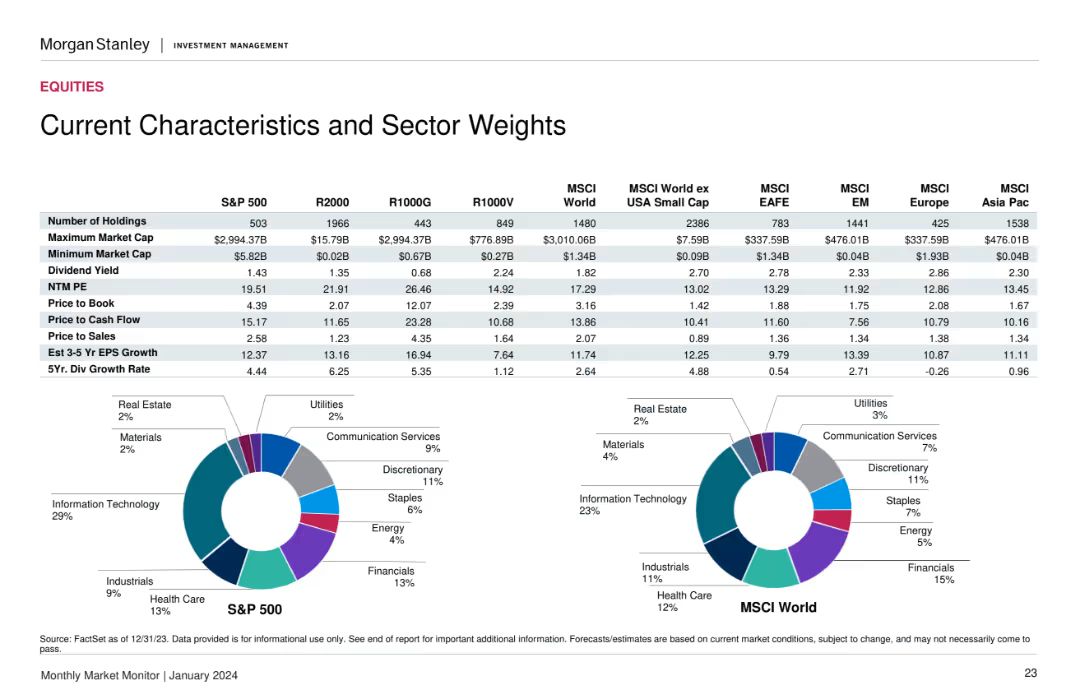 Morgan Stanley | INVESTMENT MANAGEMENT
EQUITIES
Current Characteristics and Sector Weights
S&P 500 R2000 R1000G R1000V MSCI World MSCI World ex USA Small Cap MSCI EAFE MSCI EM MSCI Europe MSCI Asia Pac
Number of Holdings 503 1966 443 849 1480 2386 783 1441 425 1538
Maximum Market Cap $2,994.37B $15.79B $2,994.37B $776.89B $3,010.06B $7.59B $337.59B $476.01B $337.59B $476.01B
Minimum Market Cap $5.82B $0.02B $0.67B $0.27B $1.34B $0.09B $1.34B $0.04B $1.93B $0.04B
Dividend Yield 1.43 1.35 0.68 2.24 1.82 2.70 2.78 2.33 2.86 2.30
NTM PE 19.51 21.91 26.46 14.92 17.29 13.02 13.29 11.92 12.86 13.45
Price to Book 4.39 2.07 12.07 2.39 3.16 1.42 1.88 1.75 2.08 1.67
Price to Cash Flow 15.17 11.65 23.28 10.68 13.86 10.41 11.60 7.56 10.79 10.16
Price to Sales 2.58 1.23 4.35 1.64 2.07 0.89 1.36 1.34 1.38 1.34
Est 3-5 Yr EPS Growth 12.37 13.16 16.94 7.64 11.74 12.25 9.79 13.39 10.87 11.11
5Yr. Div Growth Rate 4.44 6.25 5.35 1.12 2.64 4.88 0.54 2.71 -0.26 0.96
Real Estate
2%
Utilities
2%
Materials
2%
Communication Services
9%
Discretionary
11%
Information Technology
29%
Staples
6%
Energy
4%
Financials
13%
Industrials
9%
Health Care
13%
S&P 500
Real Estate
2%
Utilities
3%
Materials
4%
Communication Services
7%
Discretionary
11%
Information Technology
23%
Staples
7%
Energy
5%
Financials
15%
Industrials
11%
Health Care
12%
MSCI World
Source: FactSet as of 12/31/23. Data provided is for informational use only. See end of report for important additional information. Forecasts/estimates are based on current market conditions, subject to change, and may not necessarily come to
pass.
Monthly Market Monitor | January 2024
23